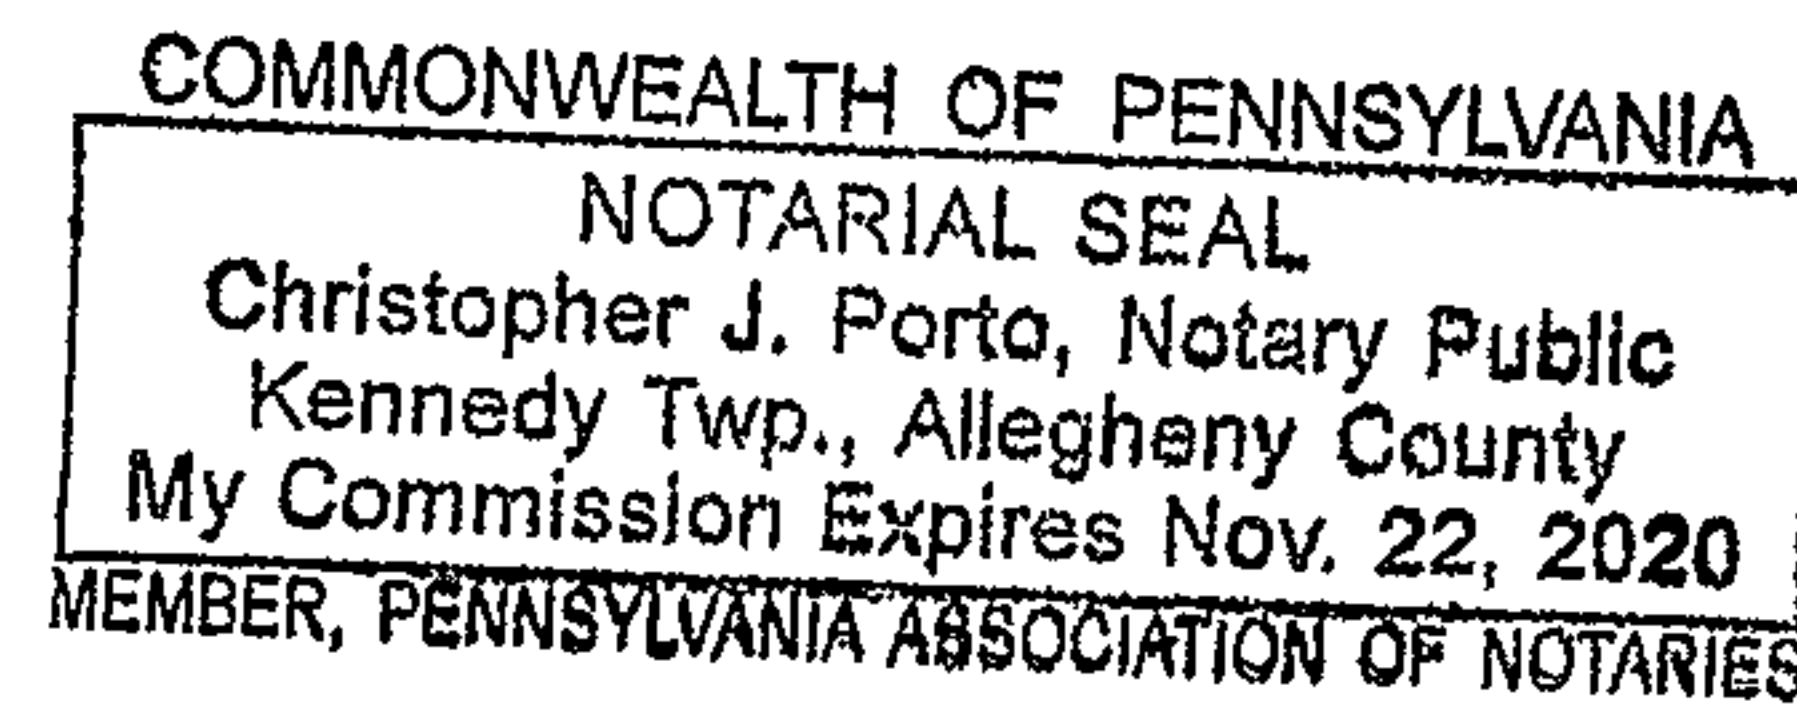 COMMONWEALTH OF PENNSYLVANIA
NOTARIAL SEAL
Christopher J. Porto, Notary Public
Kennedy Twp., Allegheny County
My Commission Expires Nov. 22, 2020
MEMBER, PENNSYLVANIA ASSOCIATION OF NOTARIES